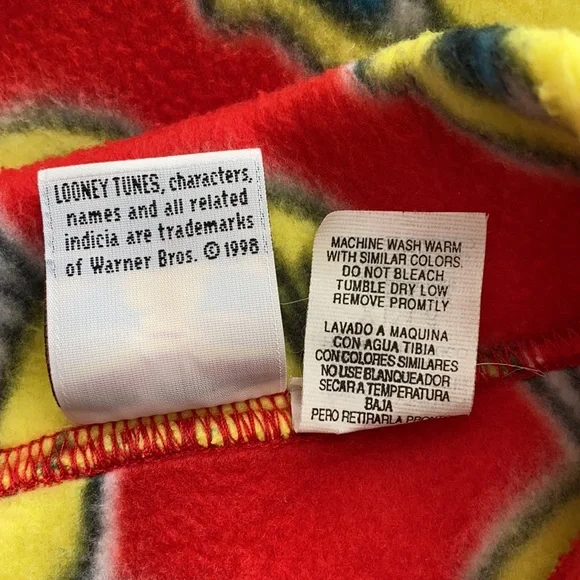 LOONEY TUNES, characters,
names and all related
indicia are trademarks
of Warner Bros. © 1998
MACHINE WASH WARM
WITH SIMILAR COLORS.
DO NOT BLEACH
TUMBLE DRY LOW
REMOVE PROMTLY
LAVADO A MAQUINA
CON AGUA TIBIA
CON COLORES SIMILARES
NO USE BLANQUEADOR
SECAR A TEMPERATURA
BAJA
PERO RETIRARLA